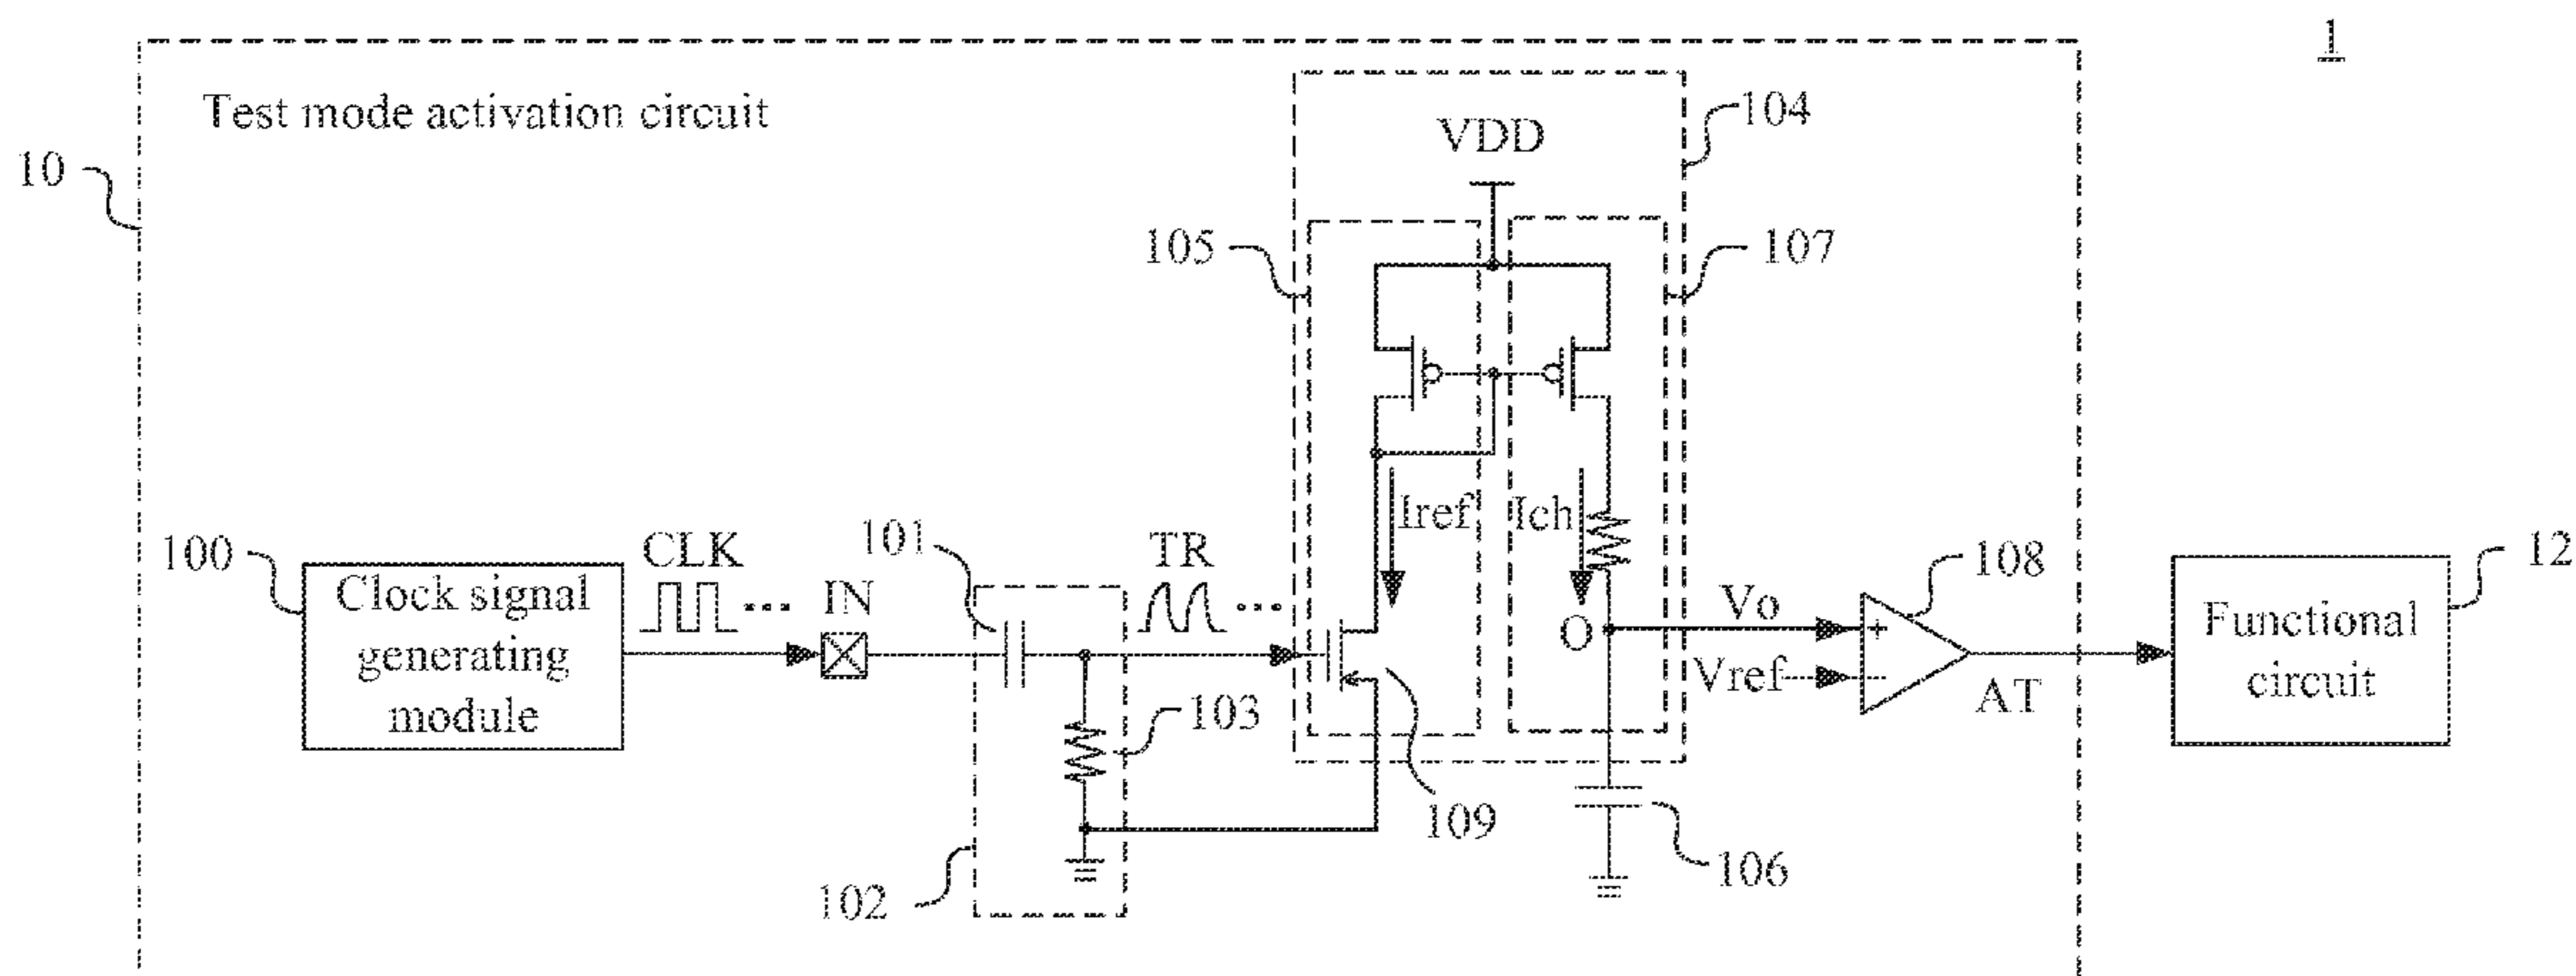 1
Test mode activation circuit
10
104
VDD
105
107
Iref
Ich
100
Clock signal
generating
module
CLK
...
IN
101
TR
...
103
102
109
O
Vo
+
Vref
-
108
AT
106
Functional
circuit
12